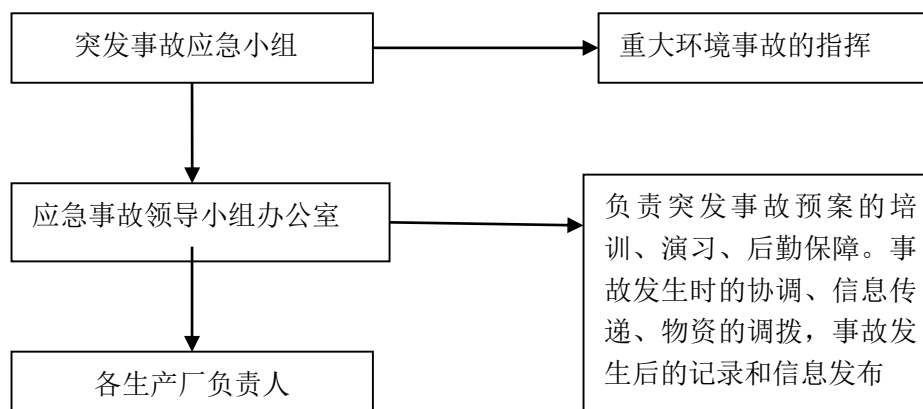 突发事故应急小组
重大环境事故的指挥
应急事故领导小组办公室
负责突发事故预案的培
训、演习、后勤保障。事
故发生时的协调、信息传
递、物资的调拨，事故发
生后的记录和信息发布
各生产厂负责人